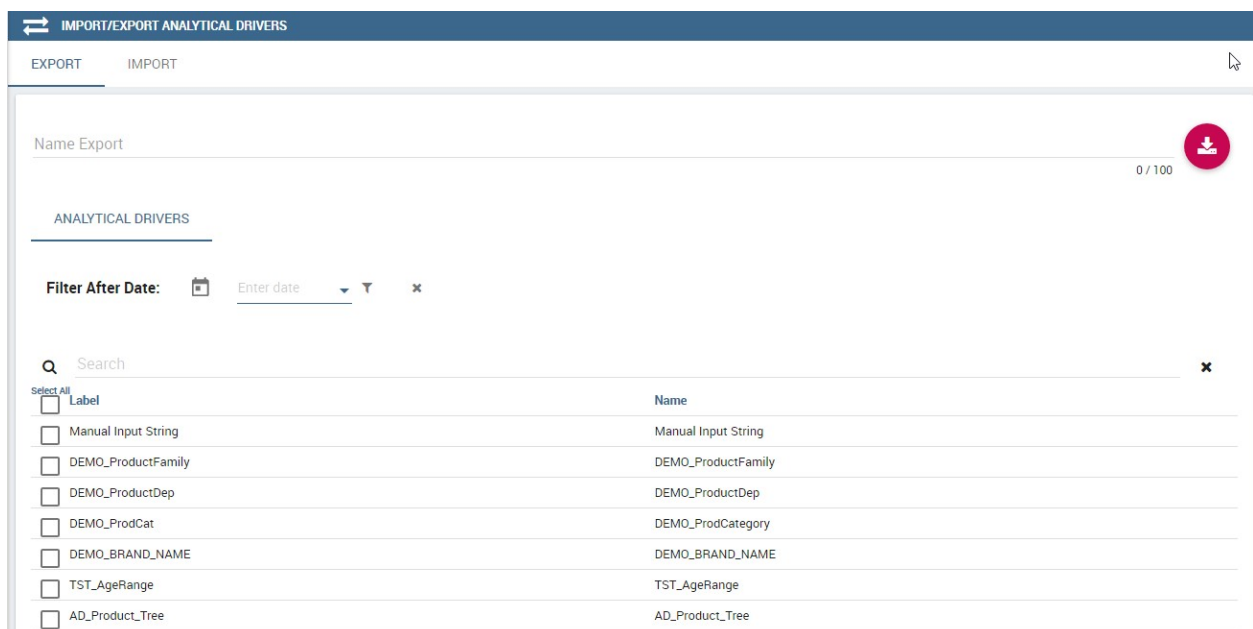 IMPORT/EXPORT ANALYTICAL DRIVERS
EXPORT IMPORT
Name Export
0 / 100
ANALYTICAL DRIVERS
Filter After Date: Enter date
Search
Select All
Label Name
Manual Input String Manual Input String
DEMO_ProductFamily DEMO_ProductFamily
DEMO_ProductDep DEMO_ProductDep
DEMO_ProdCat DEMO_ProdCategory
DEMO_BRAND_NAME DEMO_BRAND_NAME
TST_AgeRange TST_AgeRange
AD_Product_Tree AD_Product_Tree